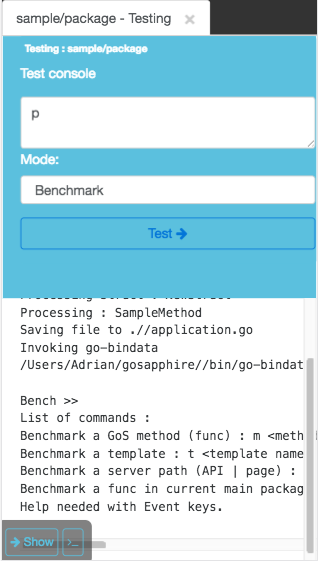 sample/package - Testing ×
Testing : sample/package
Test console
p
Mode:
Benchmark
Test →
Processing : SampleMethod
Saving file to .//application.go
Invoking go-bindata
/Users/Adrian/gosapphire//bin/go-bindat
Bench >>
List of commands :
Benchmark a GoS method (func) : m <meth
Benchmark a template : t <template name
Benchmark a server path (API | page) :
Benchmark a func in current main packag
Help needed with Event keys.
→ Show >_